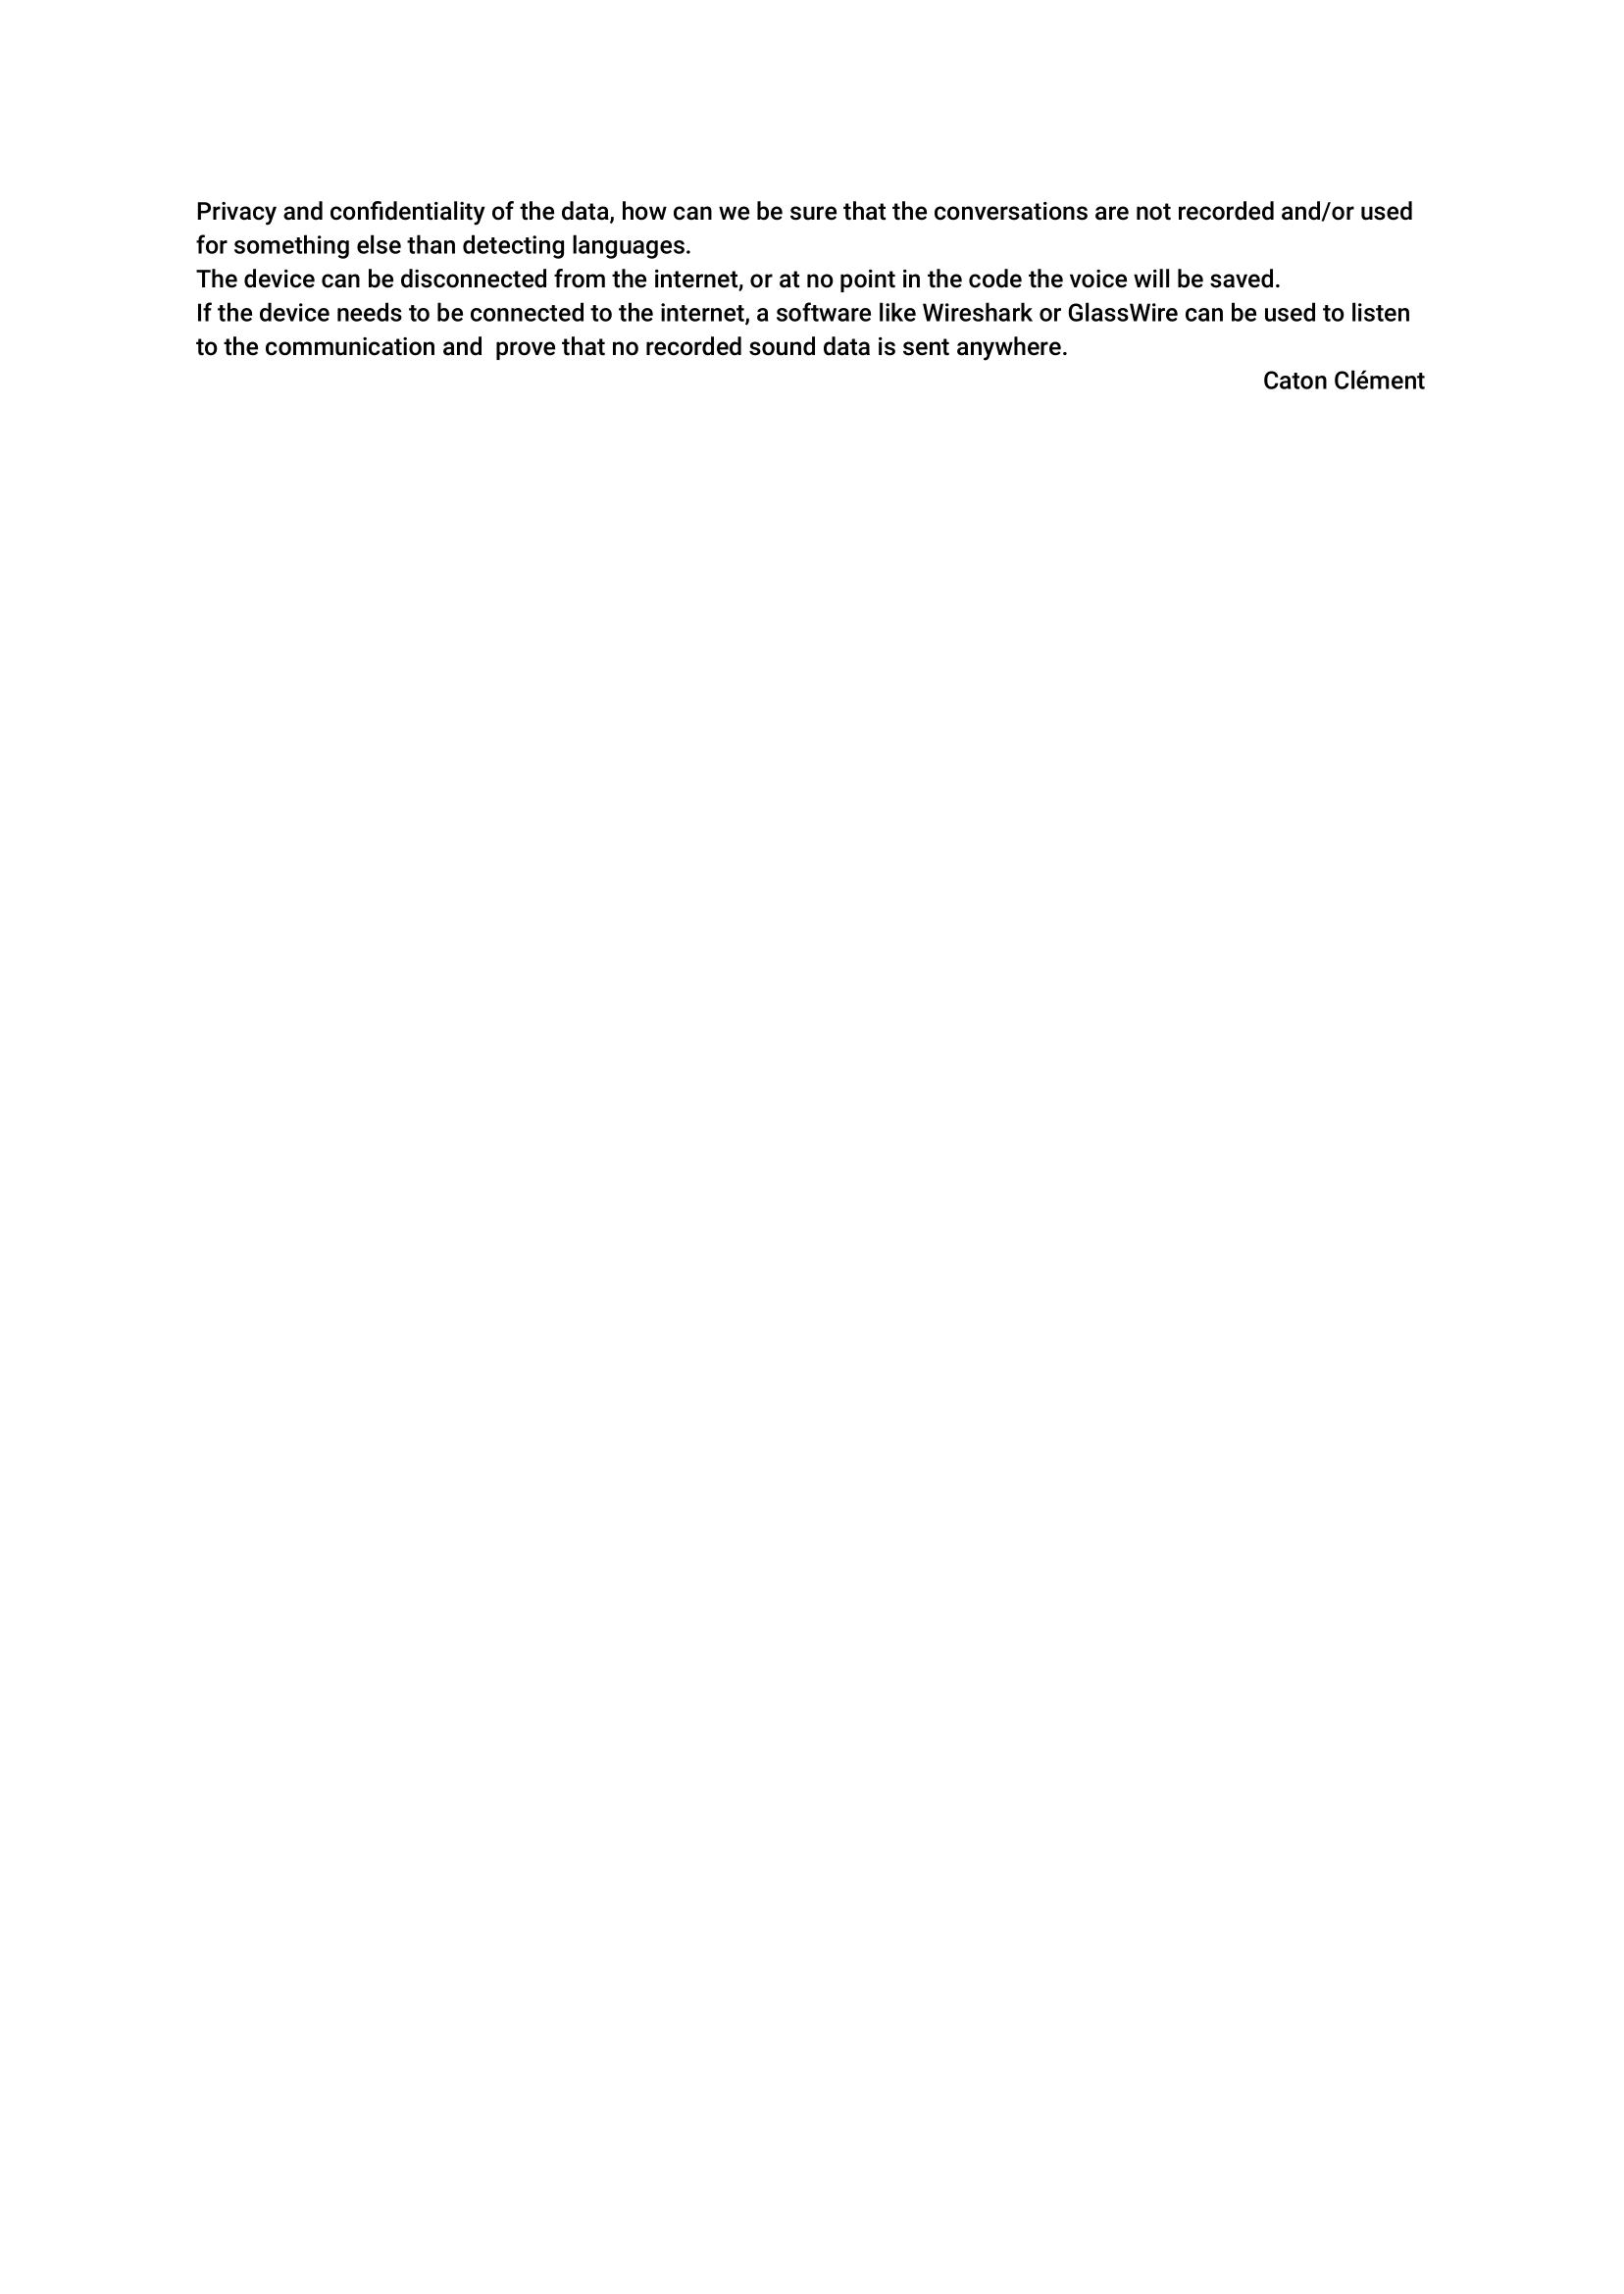 Privacy and confidentiality of the data, how can we be sure that the conversations are not recorded and/or used
for something else than detecting languages.
The device can be disconnected from the internet, or at no point in the code the voice will be saved.
If the device needs to be connected to the internet, a software like Wireshark or GlassWire can be used to listen
to the communication and  prove that no recorded sound data is sent anywhere.
Caton Clément